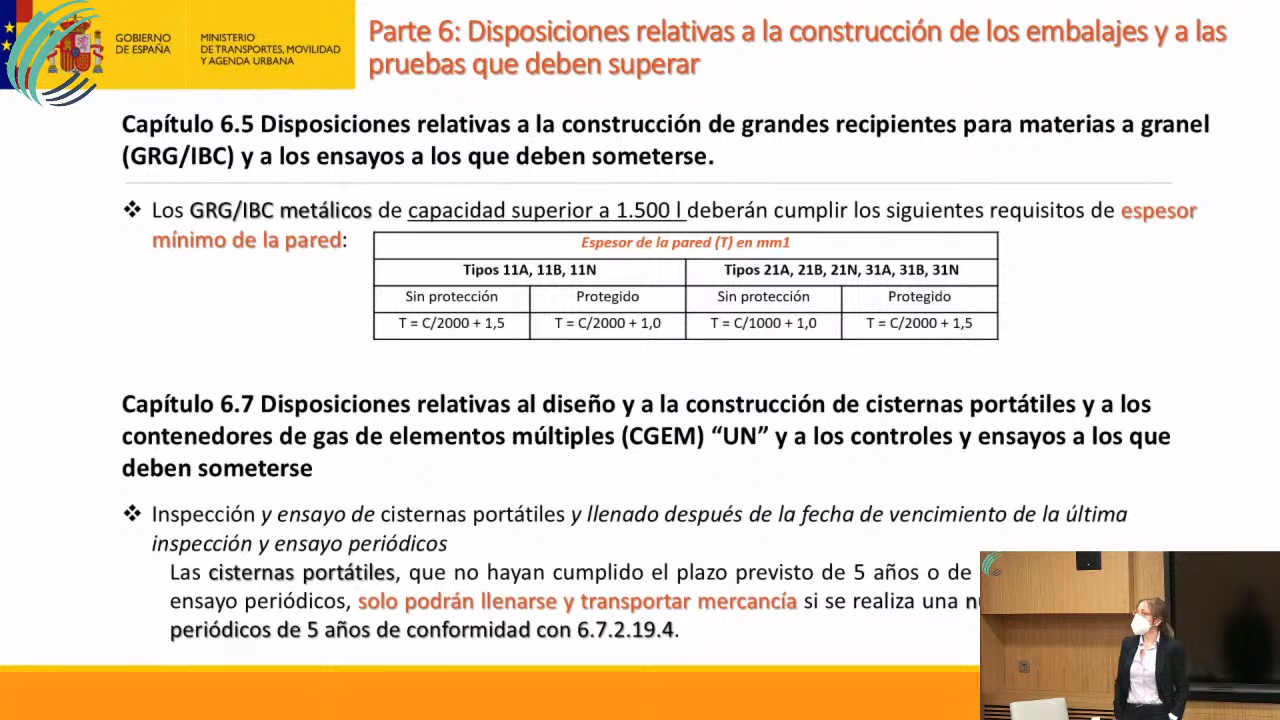 GOBIERNO
DE ESPAÑA
MINISTERIO
DE TRANSPORTES, MOVILIDAD
Y AGENDA URBANA
Parte 6: Disposiciones relativas a la construcción de los embalajes y a las
pruebas que deben superar
Capítulo 6.5 Disposiciones relativas a la construcción de grandes recipientes para materias a granel
(GRG/IBC) y a los ensayos a los que deben someterse.
❖ Los GRG/IBC metálicos de capacidad superior a 1.500 l deberán cumplir los siguientes requisitos de espesor
mínimo de la pared:
Espesor de la pared (T) en mm1
Tipos 11A, 11B, 11N Tipos 21A, 21B, 21N, 31A, 31B, 31N
Sin protección Protegido Sin protección Protegido
T = C/2000 + 1,5 T = C/2000 + 1,0 T = C/1000 + 1,0 T = C/2000 + 1,5
Capítulo 6.7 Disposiciones relativas al diseño y a la construcción de cisternas portátiles y a los
contenedores de gas de elementos múltiples (CGEM) “UN” y a los controles y ensayos a los que
deben someterse
❖ Inspección y ensayo de cisternas portátiles y llenado después de la fecha de vencimiento de la última
inspección y ensayo periódicos
Las cisternas portátiles, que no hayan cumplido el plazo previsto de 5 años o de
ensayo periódicos, solo podrán llenarse y transportar mercancía si se realiza una
periódicos de 5 años de conformidad con 6.7.2.19.4.